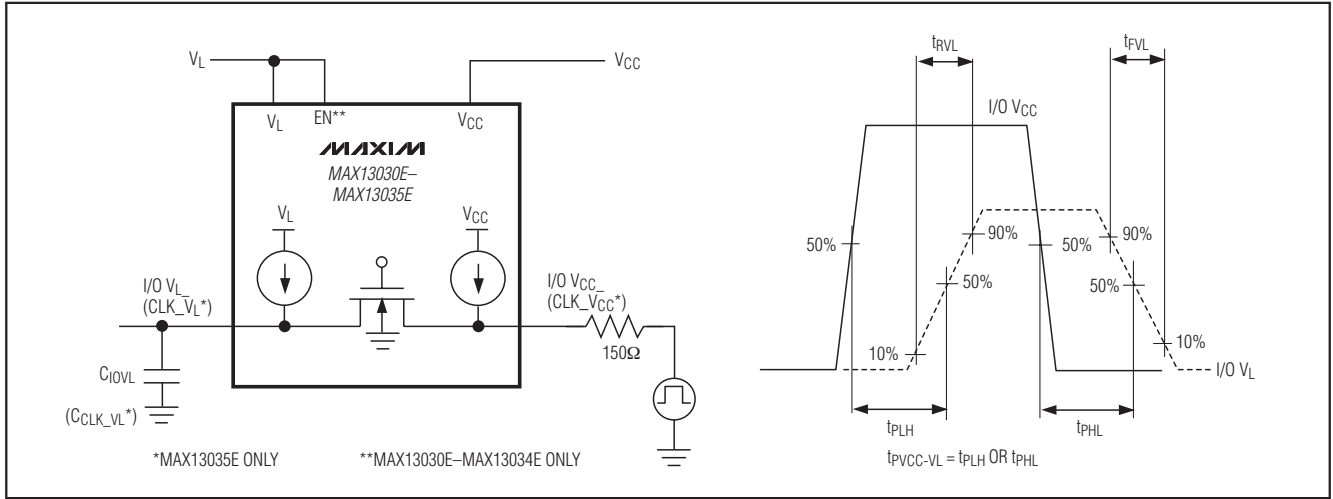 V_L
V_CC
V_L
EN**
V_CC
MAXIM
MAX13030E–
MAX13035E
V_L
V_CC
I/O V_L_
(CLK_V_L*)
I/O V_CC_
(CLK_V_CC*)
150Ω
C_IOVL
(C_CLK_VL*)
*MAX13035E ONLY
**MAX13030E–MAX13034E ONLY
t_RVL
t_FVL
I/O V_CC
50%
90%
50%
90%
50%
50%
10%
10%
I/O V_L
t_PLH
t_PHL
t_PVCC-VL = t_PLH OR t_PHL